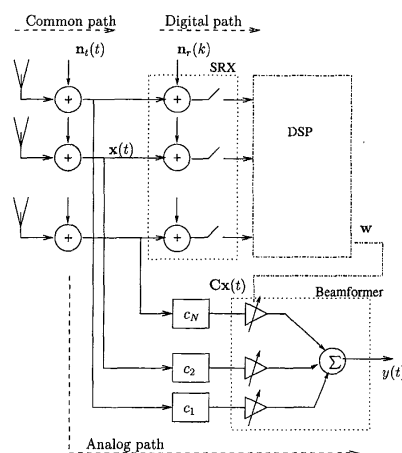 Common path
Digital path
n_t(t)
n_r(k)
SRX
+
+
DSP
+
x(t)
+
+
+
w
Cx(t)
Beamformer
c_N
c_2
Σ
y(t)
c_1
Analog path